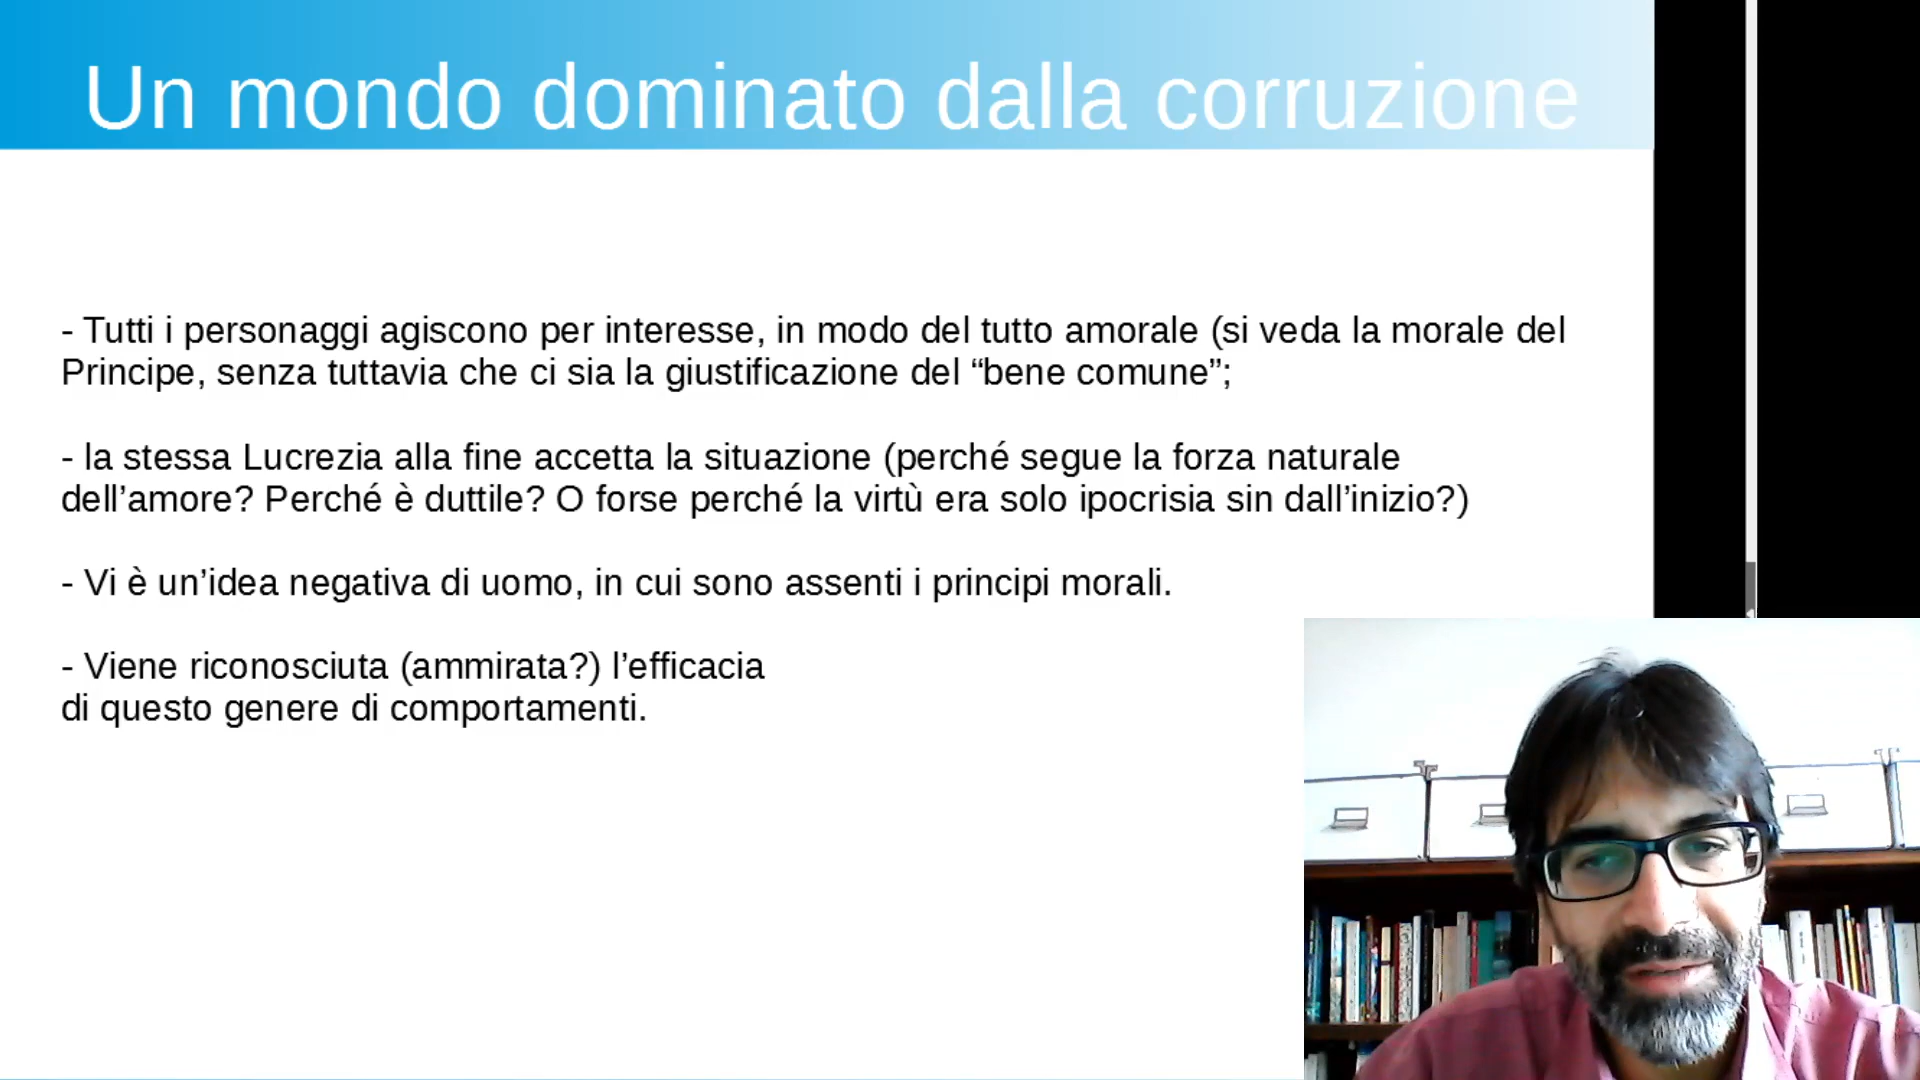 Un mondo dominato dalla corruzione
- Tutti i personaggi agiscono per interesse, in modo del tutto amorale (si veda la morale del
Principe, senza tuttavia che ci sia la giustificazione del “bene comune”;
- la stessa Lucrezia alla fine accetta la situazione (perché segue la forza naturale
dell’amore? Perché è duttile? O forse perché la virtù era solo ipocrisia sin dall’inizio?)
- Vi è un’idea negativa di uomo, in cui sono assenti i principi morali.
- Viene riconosciuta (ammirata?) l’efficacia
di questo genere di comportamenti.